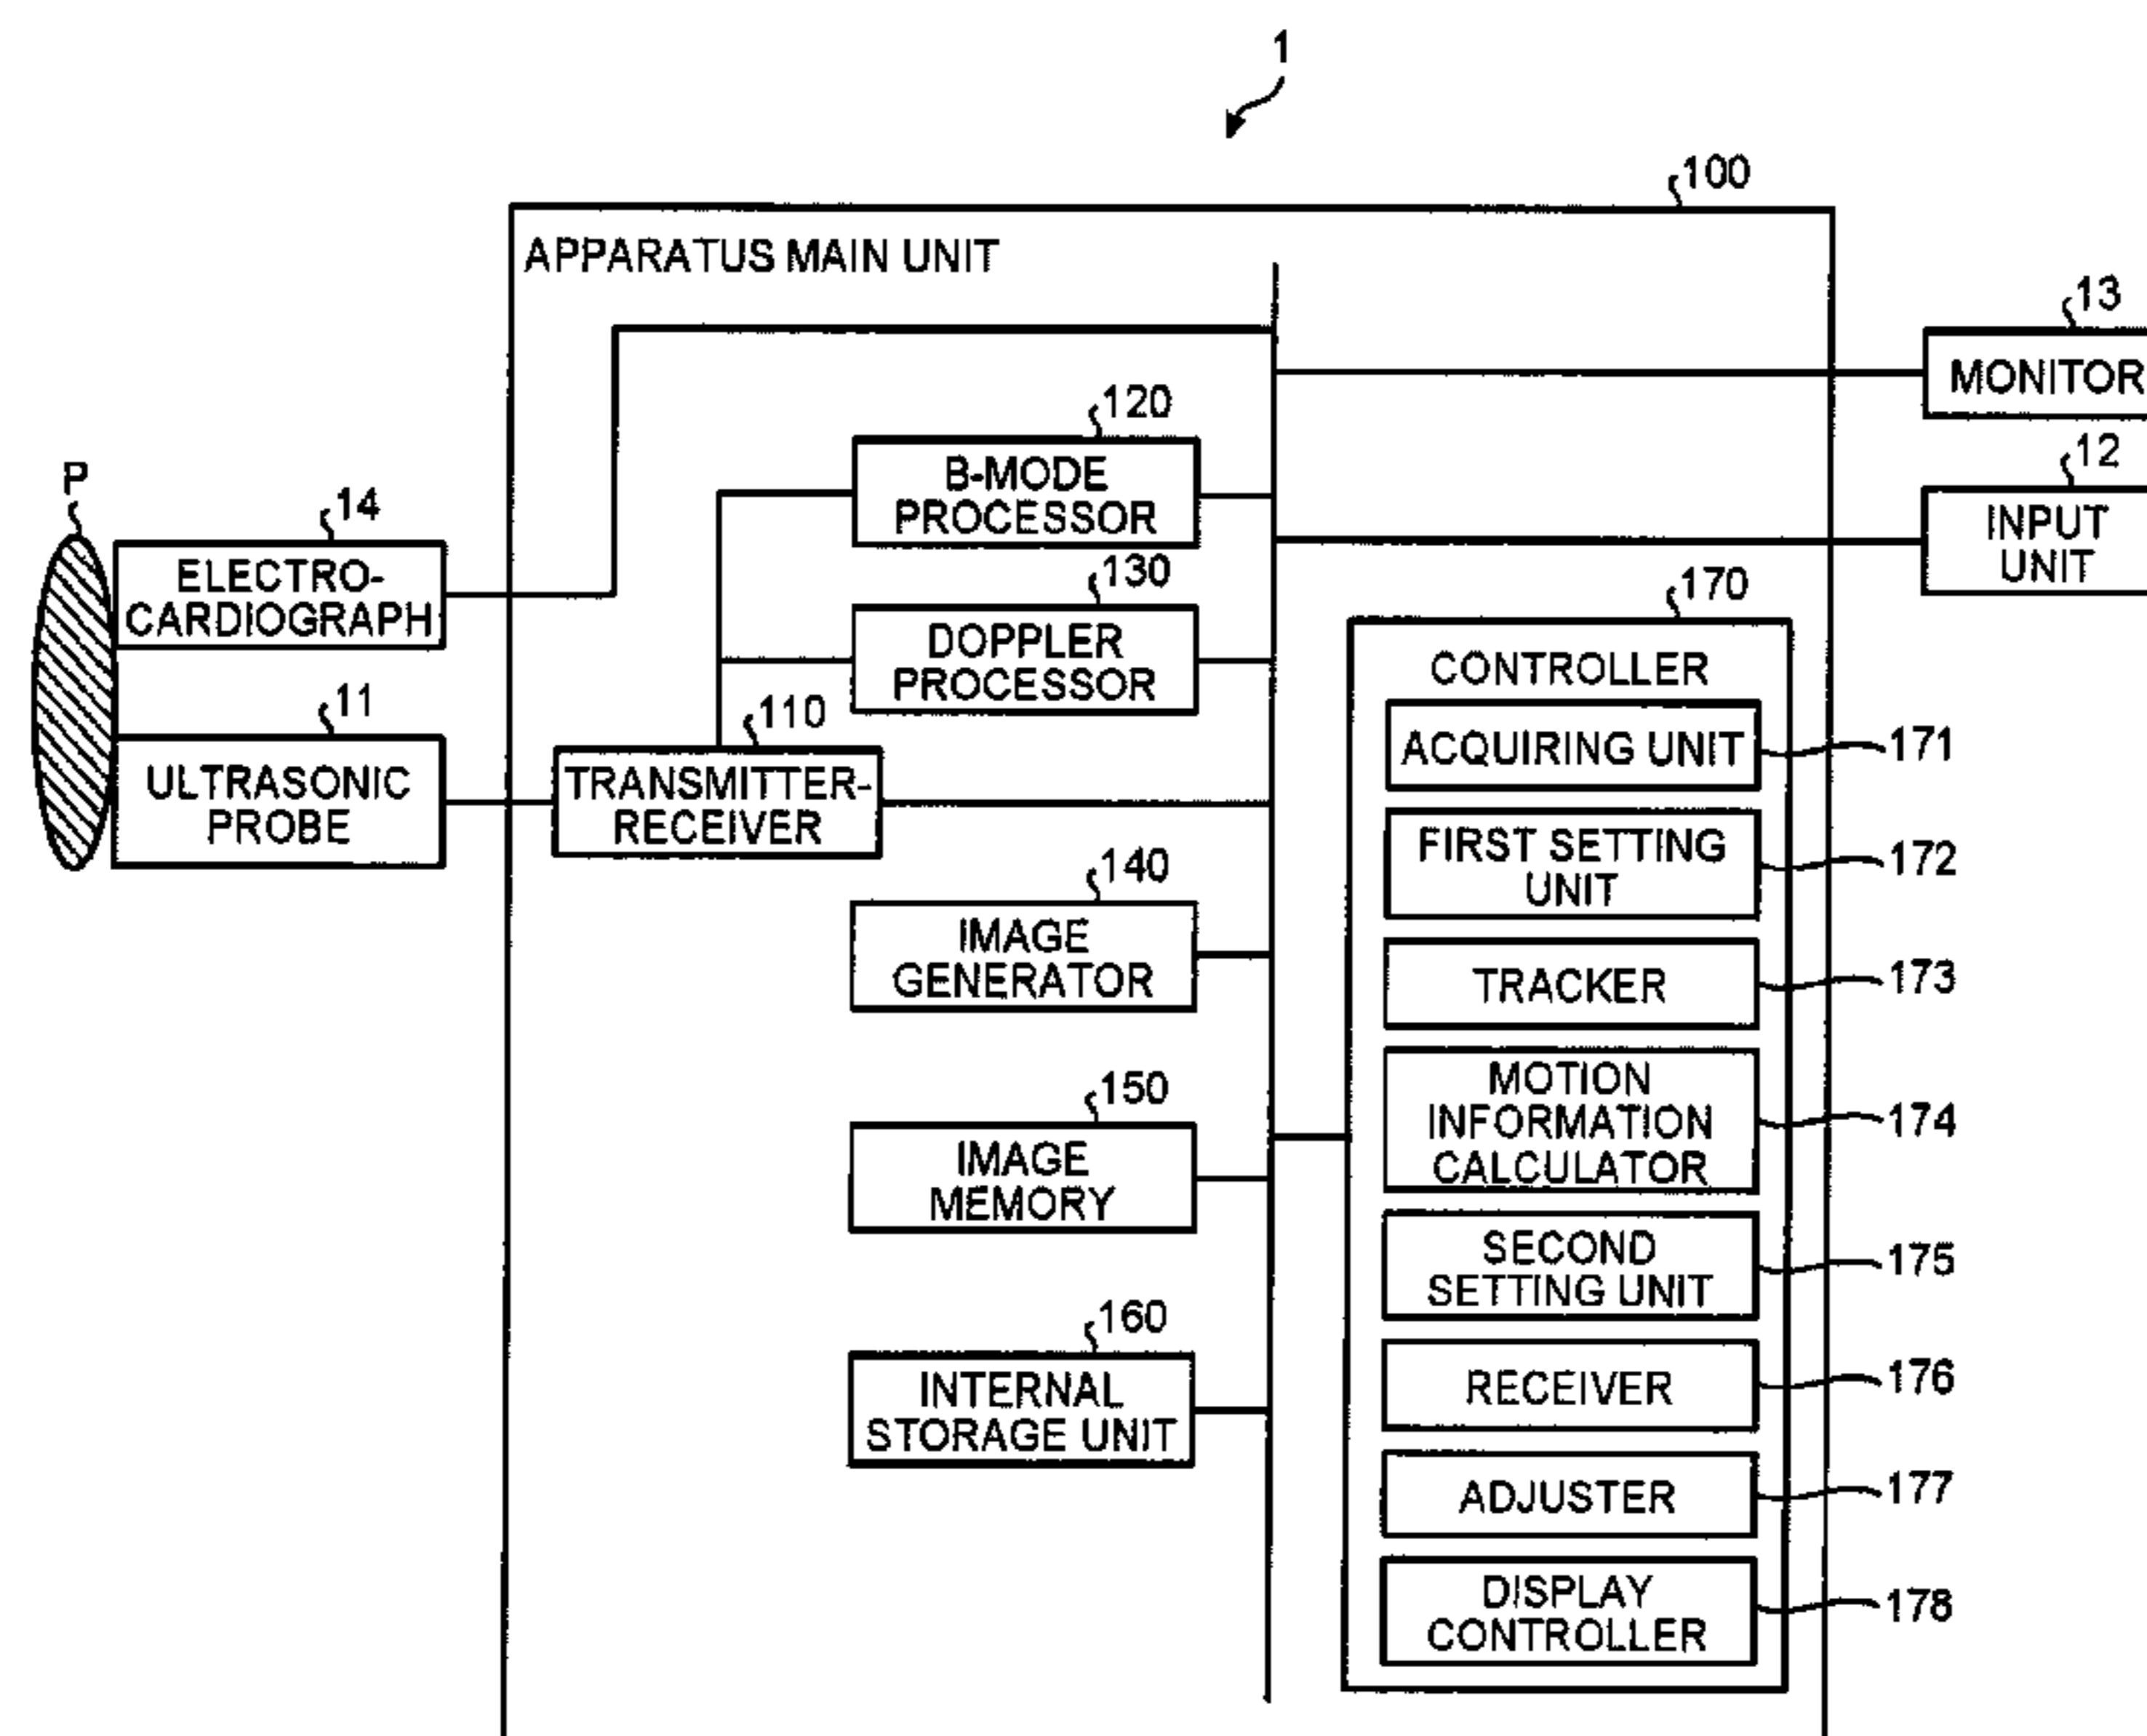 1
100
APPARATUS MAIN UNIT
13
MONITOR
120
B-MODE
PROCESSOR
12
INPUT
UNIT
P
14
ELECTRO-
CARDIOGRAPH
130
DOPPLER
PROCESSOR
11
ULTRASONIC
PROBE
110
TRANSMITTER-
RECEIVER
140
IMAGE
GENERATOR
150
IMAGE
MEMORY
160
INTERNAL
STORAGE UNIT
170
CONTROLLER
ACQUIRING UNIT
171
FIRST SETTING
UNIT
172
TRACKER
173
MOTION
INFORMATION
CALCULATOR
174
SECOND
SETTING UNIT
175
RECEIVER
176
ADJUSTER
177
DISPLAY
CONTROLLER
178